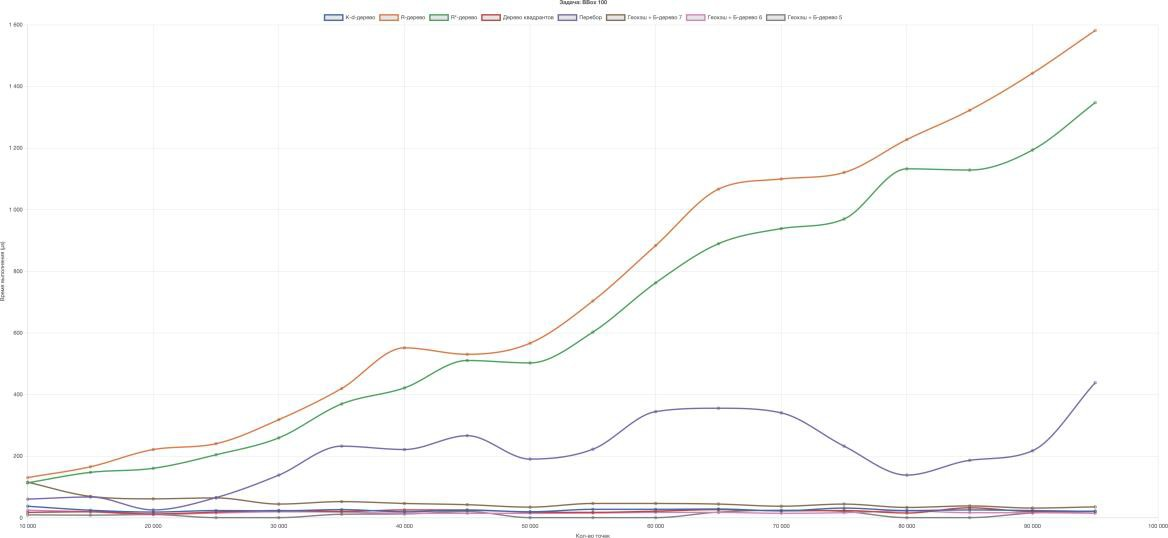 Задача: BBox 100
K-d-дерево R-дерево R*-дерево Дерево квадрантов Перебор Геохэш + Б-дерево 7 Геохэш + Б-дерево 6 Геохэш + Б-дерево 5
1 600
1 400
1 200
1 000
800
600
400
200
0
Время выполнения (μs)
10 000 20 000 30 000 40 000 50 000 60 000 70 000 80 000 90 000 100 000
Кол-во точек